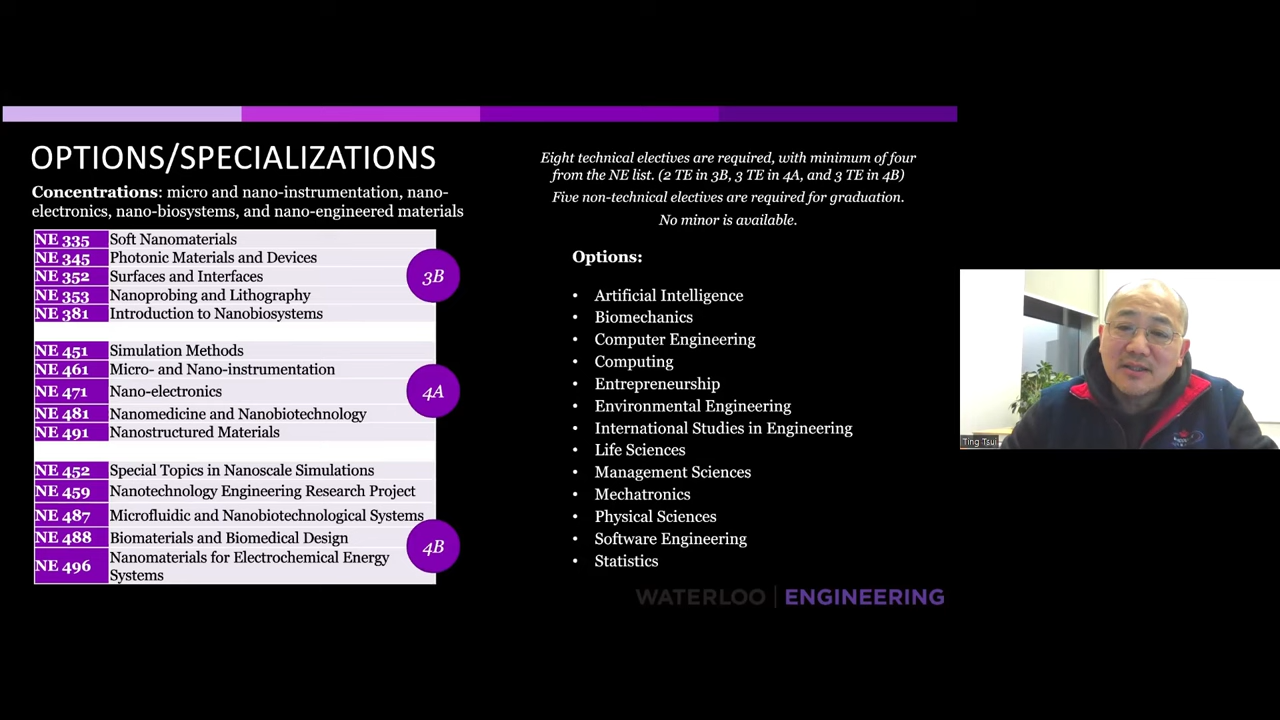 OPTIONS/SPECIALIZATIONS
Concentrations: micro and nano-instrumentation, nano-
electronics, nano-biosystems, and nano-engineered materials
NE 335 Soft Nanomaterials
NE 345 Photonic Materials and Devices
NE 352 Surfaces and Interfaces
NE 353 Nanoprobing and Lithography
NE 381 Introduction to Nanobiosystems
3B
NE 451 Simulation Methods
NE 461 Micro- and Nano-instrumentation
NE 471 Nano-electronics
NE 481 Nanomedicine and Nanobiotechnology
NE 491 Nanostructured Materials
4A
NE 452 Special Topics in Nanoscale Simulations
NE 459 Nanotechnology Engineering Research Project
NE 487 Microfluidic and Nanobiotechnological Systems
NE 488 Biomaterials and Biomedical Design
NE 496 Nanomaterials for Electrochemical Energy
Systems
4B
Eight technical electives are required, with minimum of four
from the NE list. (2 TE in 3B, 3 TE in 4A, and 3 TE in 4B)
Five non-technical electives are required for graduation.
No minor is available.
Options:
• Artificial Intelligence
• Biomechanics
• Computer Engineering
• Computing
• Entrepreneurship
• Environmental Engineering
• International Studies in Engineering
• Life Sciences
• Management Sciences
• Mechatronics
• Physical Sciences
• Software Engineering
• Statistics
WATERLOO | ENGINEERING
Ting Tsui